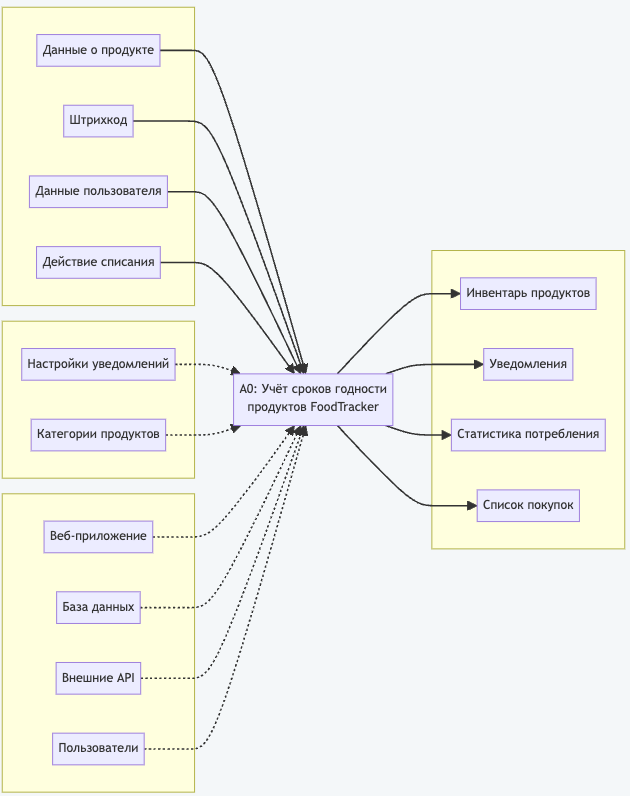 Данные о продукте
Штрихкод
Данные пользователя
Действие списания
Настройки уведомлений
Категории продуктов
Веб-приложение
База данных
Внешние API
Пользователи
А0: Учёт сроков годности
продуктов FoodTracker
Инвентарь продуктов
Уведомления
Статистика потребления
Список покупок